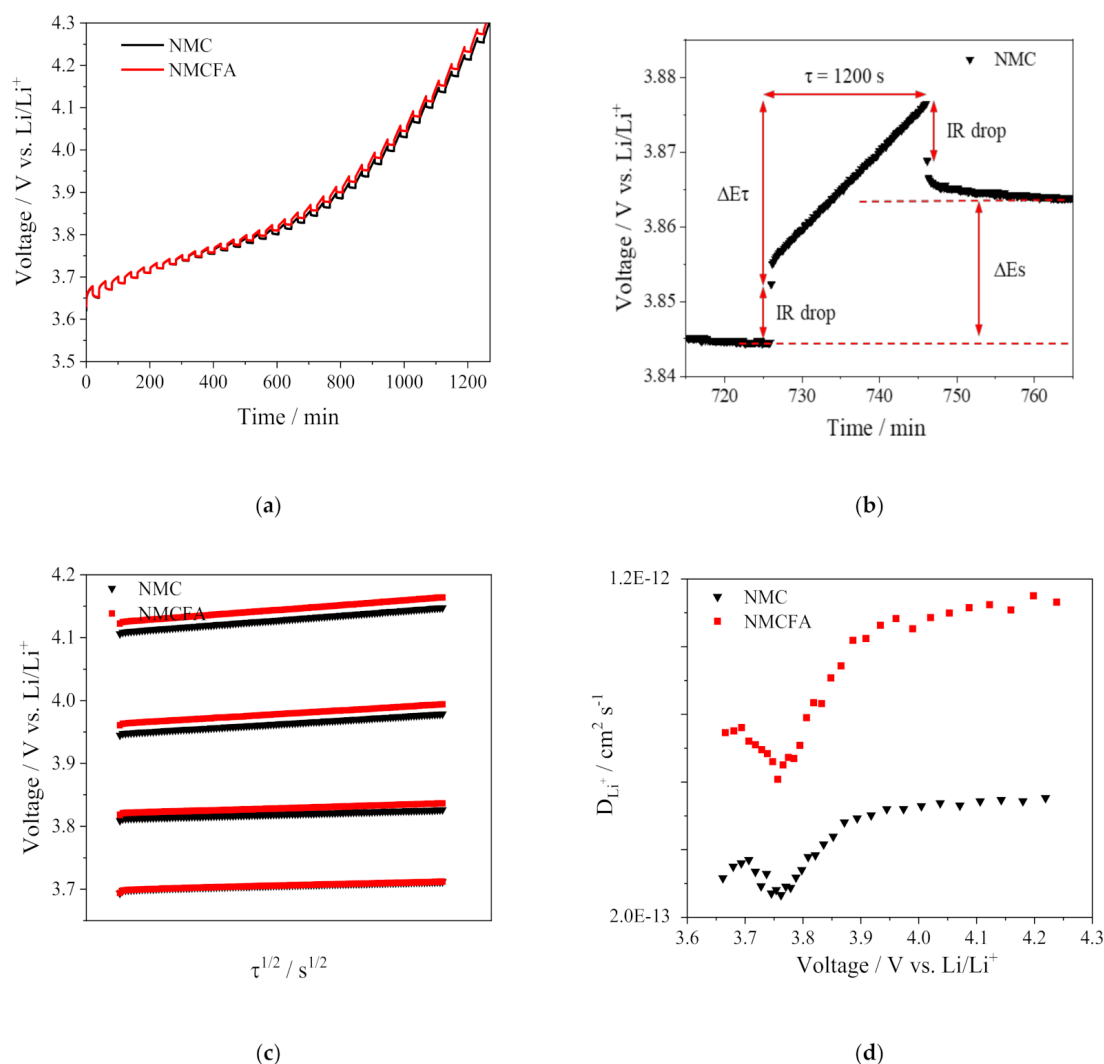 4.3
4.2
4.1
4.0
3.9
3.8
3.7
3.6
3.5
Voltage / V vs. Li/Li⁺
NMC
NMCFA
0
200
400
600
800
1000
1200
Time / min
(a)
3.88
3.87
3.86
3.85
3.84
Voltage / V vs. Li/Li⁺
NMC
τ = 1200 s
IR drop
ΔEτ
ΔEs
IR drop
720
730
740
750
760
Time / min
(b)
4.2
4.1
4.0
3.9
3.8
3.7
Voltage / V vs. Li/Li⁺
NMC
NMCFA
τ¹ᐟ² / s¹ᐟ²
(c)
1.2E-12
2.0E-13
D_Li⁺ / cm² s⁻¹
NMC
NMCFA
3.6
3.7
3.8
3.9
4.0
4.1
4.2
4.3
Voltage / V vs. Li/Li⁺
(d)